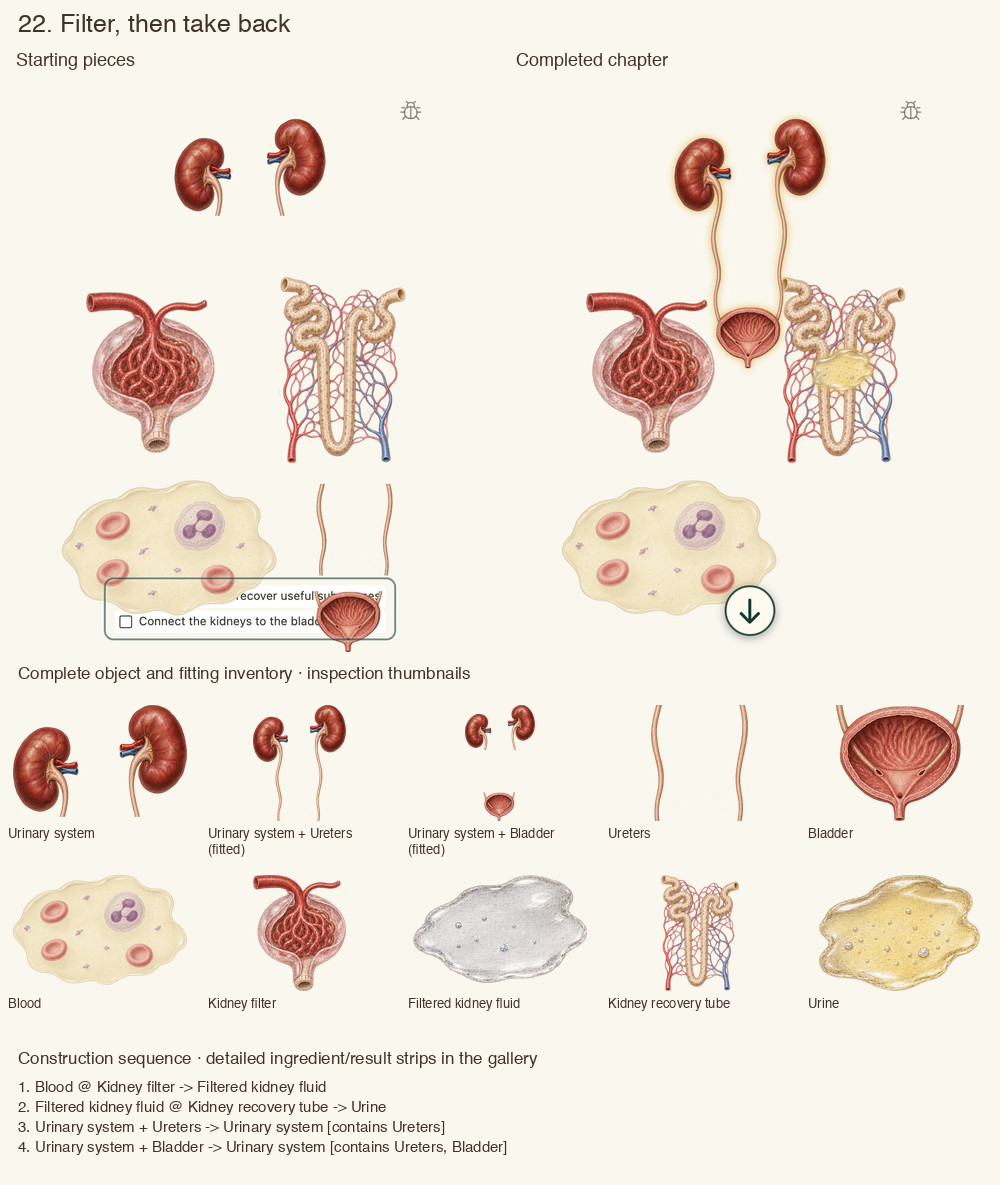 22. Filter, then take back
Starting pieces
Completed chapter
recover useful
Connect the kidneys to the
Complete object and fitting inventory · inspection thumbnails
Urinary system
Urinary system + Ureters
(fitted)
Urinary system + Bladder
(fitted)
Ureters
Bladder
Blood
Kidney filter
Filtered kidney fluid
Kidney recovery tube
Urine
Construction sequence · detailed ingredient/result strips in the gallery
1. Blood @ Kidney filter -> Filtered kidney fluid
2. Filtered kidney fluid @ Kidney recovery tube -> Urine
3. Urinary system + Ureters -> Urinary system [contains Ureters]
4. Urinary system + Bladder -> Urinary system [contains Ureters, Bladder]